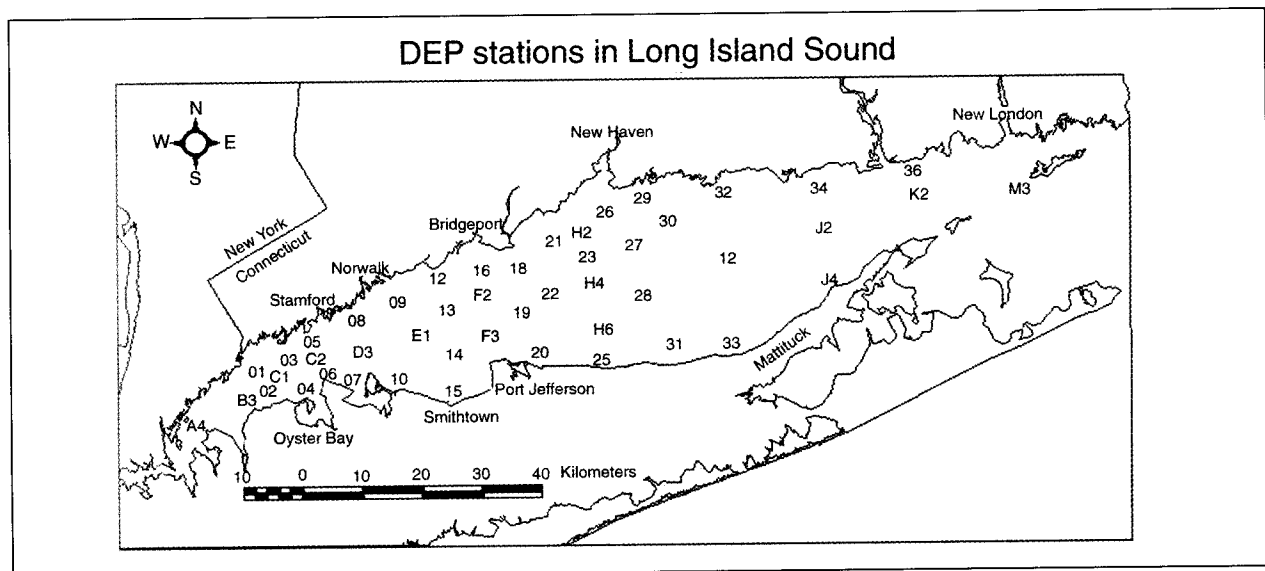 DEP stations in Long Island Sound
N
W E
S
New London
New Haven
36
29 32 34 K2 M3
26
30
New York
Connecticut
Bridgeport
H2
21 27
J2
23 12
Norwalk
12 16 18
H4
J4
Stamford
09
F2 22 28
08
13 19
05
E1 F3 H6
03 C2 D3 14 20 25 31 33
Mattituck
01 C1 06 07 10 15
Port Jefferson
B3 02 04
Smithtown
A4
Oyster Bay
10 0 10 20 30 40 Kilometers